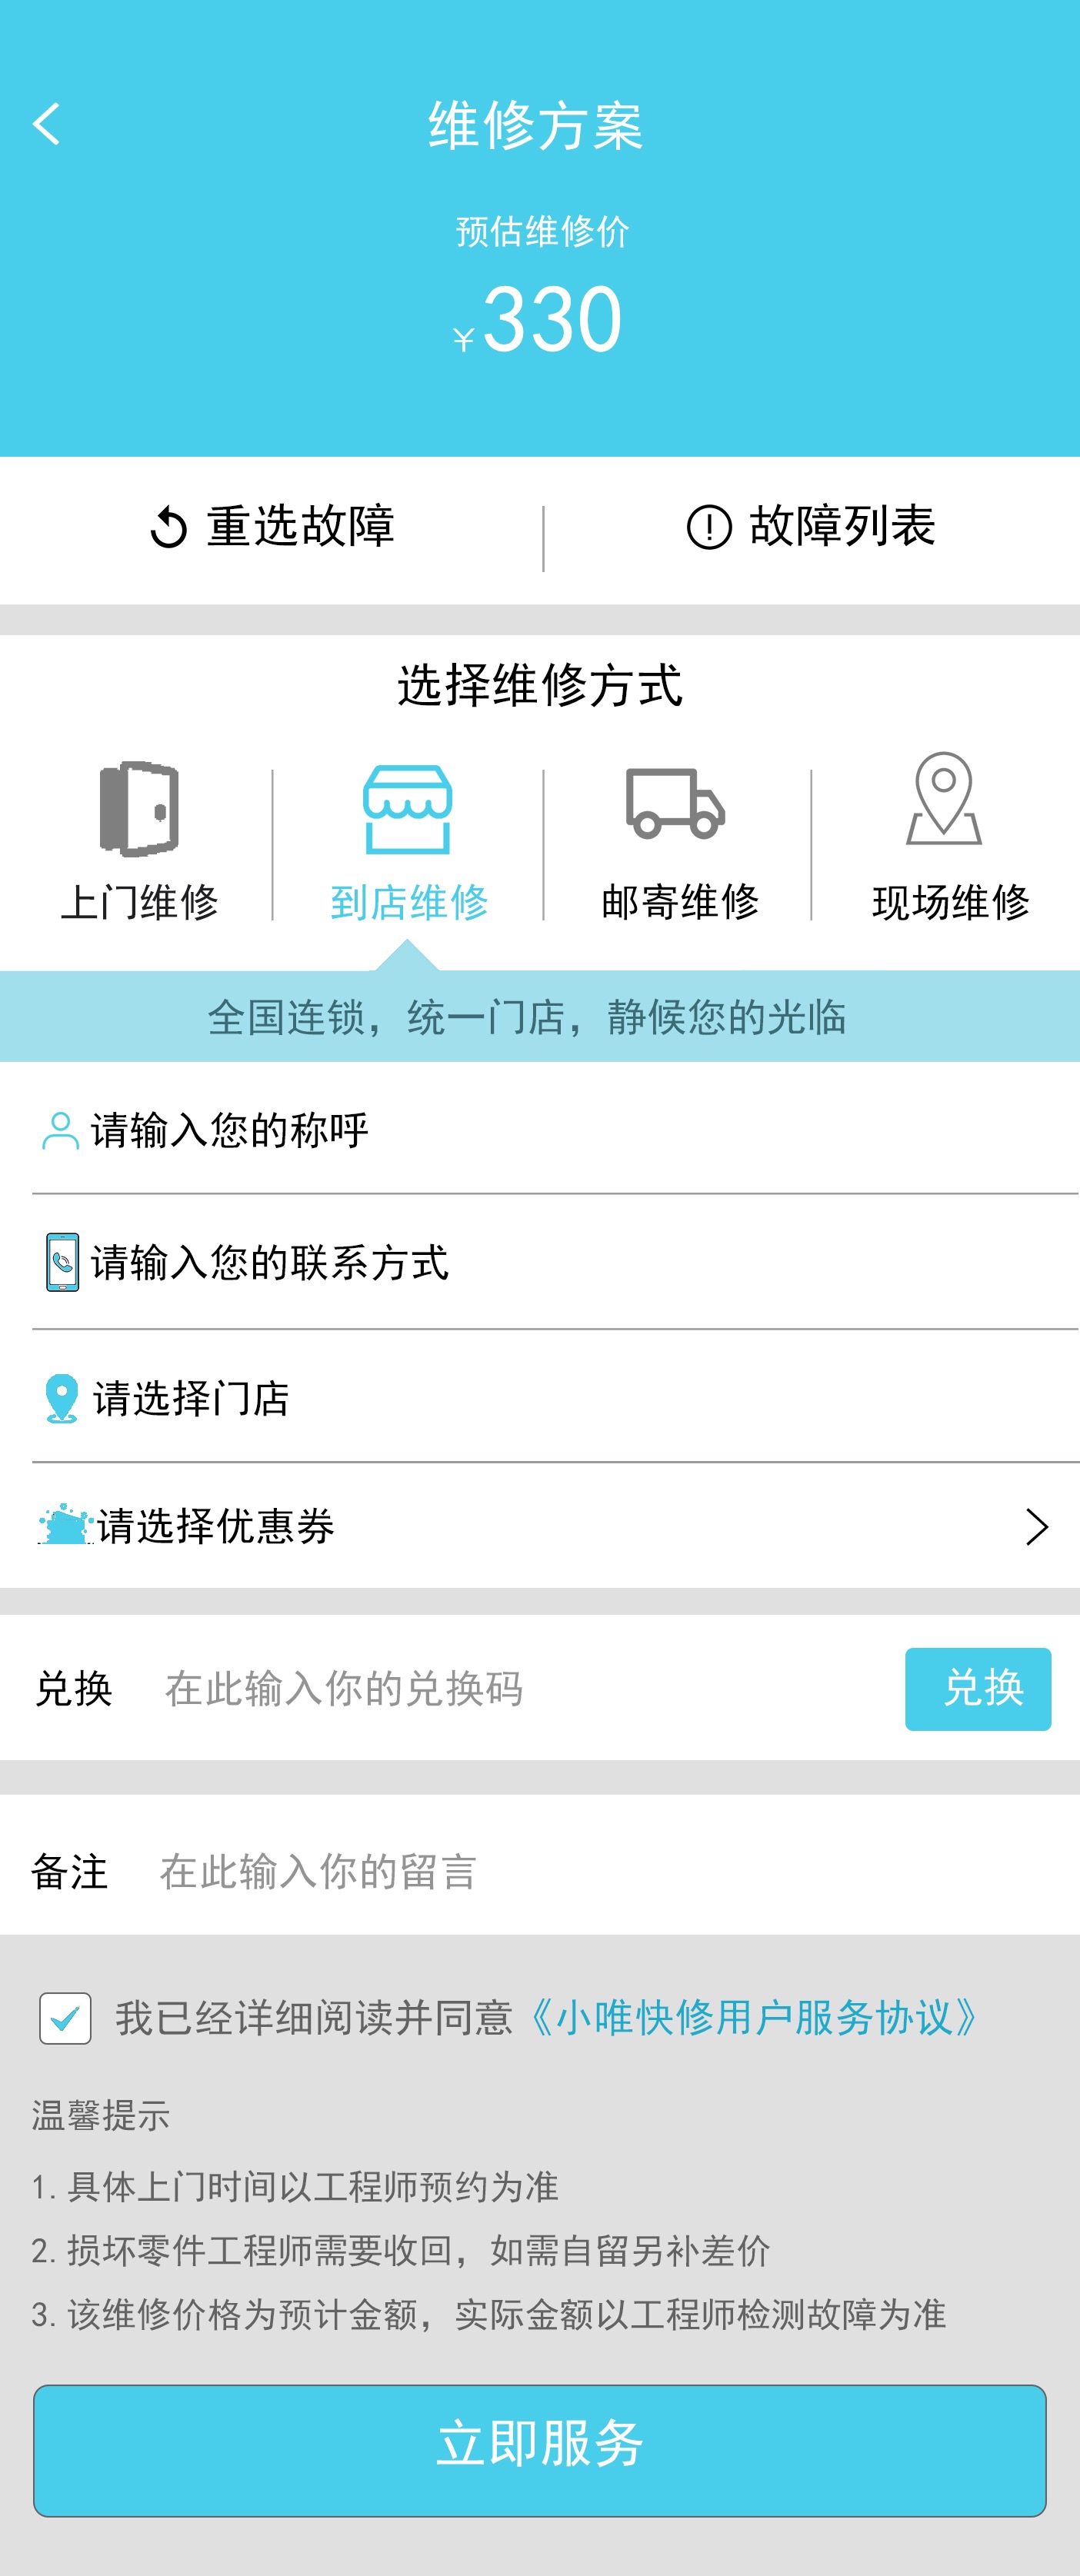 维修方案
预估维修价
¥330
重选故障
故障列表
选择维修方式
上门维修
到店维修
邮寄维修
现场维修
全国连锁，统一门店，静候您的光临
请输入您的称呼
请输入您的联系方式
请选择门店
请选择优惠券
兑换 在此输入你的兑换码 兑换
备注 在此输入你的留言
我已经详细阅读并同意《小唯快修用户服务协议》
温馨提示
1.具体上门时间以工程师预约为准
2.损坏零件工程师需要收回，如需自留另补差价
3.该维修价格为预计金额，实际金额以工程师检测故障为准
立即服务